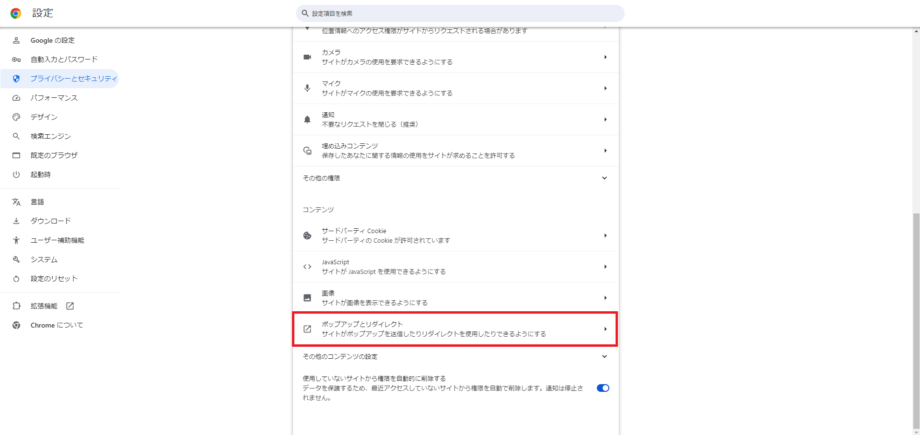 設定
設定項目を検索
Google の設定
自動入力とパスワード
プライバシーとセキュリティ
パフォーマンス
デザイン
検索エンジン
既定のブラウザ
起動時
言語
ダウンロード
ユーザー補助機能
システム
設定のリセット
拡張機能
Chrome について
位置情報へのアクセス権限がサイトからリクエストされる場合があります
カメラ
サイトがカメラの使用を要求できるようにする
マイク
サイトがマイクの使用を要求できるようにする
通知
不要なリクエストを閉じる（推奨）
埋め込みコンテンツ
保存したあなたに関する情報の使用をサイトが求めることを許可する
その他の権限
コンテンツ
サードパーティ Cookie
サードパーティの Cookie が許可されています
JavaScript
サイトが JavaScript を使用できるようにする
画像
サイトが画像を表示できるようにする
ポップアップとリダイレクト
サイトがポップアップを送信したりリダイレクトを使用したりできるようにする
その他のコンテンツの設定
使用していないサイトから権限を自動的に削除する
データを保護するため、最近アクセスしていないサイトから権限を自動で削除します。通知は停止さ
れません。